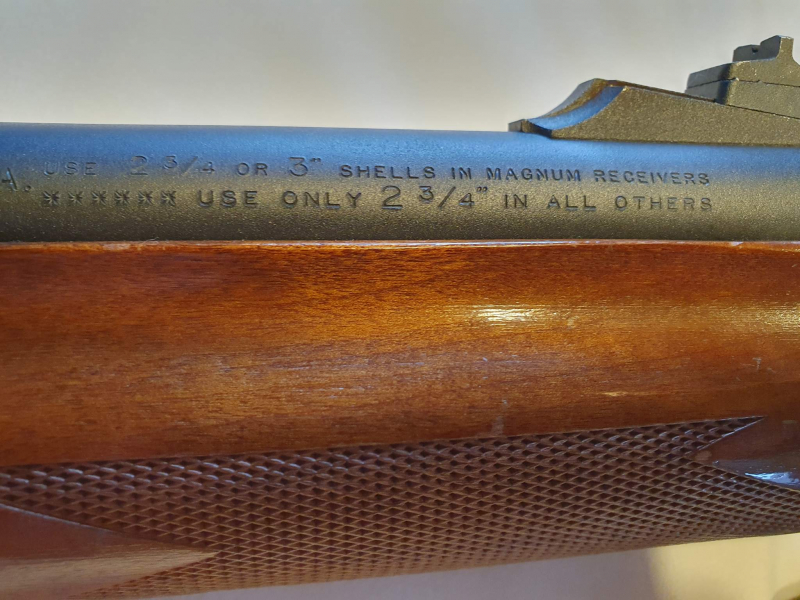 A. USE 2 3/4 OR 3" SHELLS IN MAGNUM RECEIVERS
****** USE ONLY 2 3/4" IN ALL OTHERS